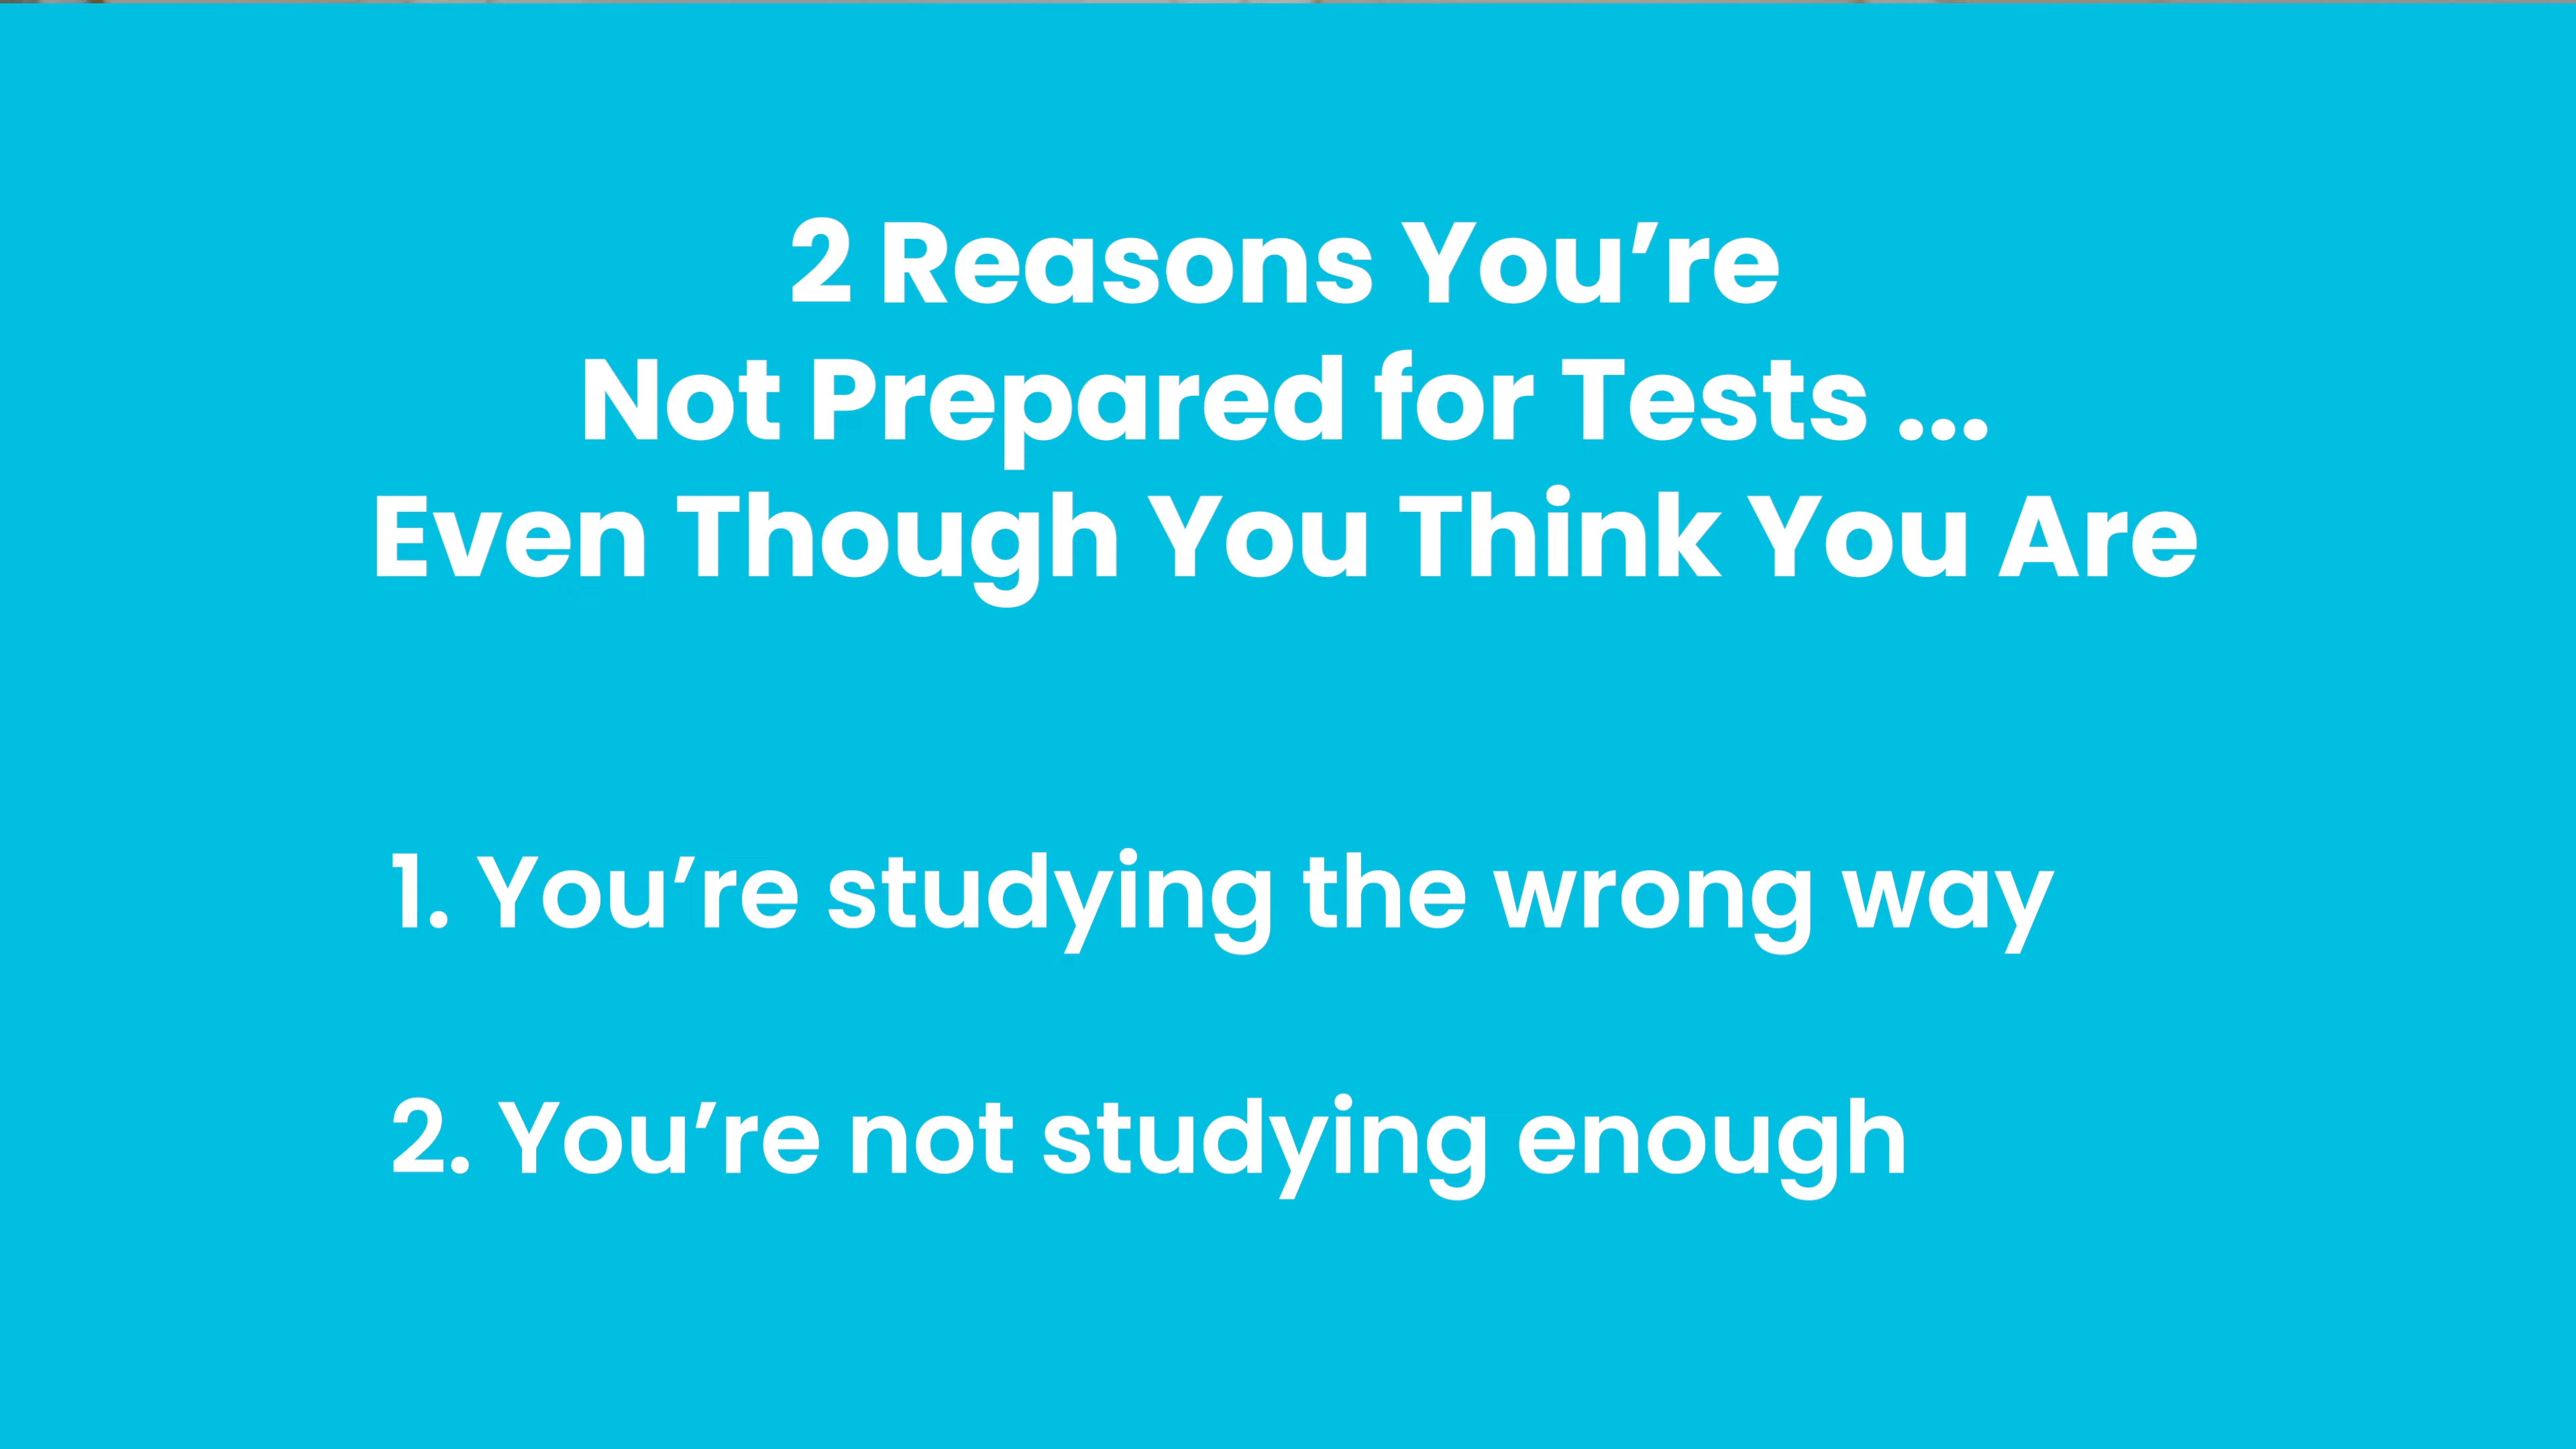 2 Reasons You’re
Not Prepared for Tests ...
Even Though You Think You Are
1. You’re studying the wrong way
2. You’re not studying enough